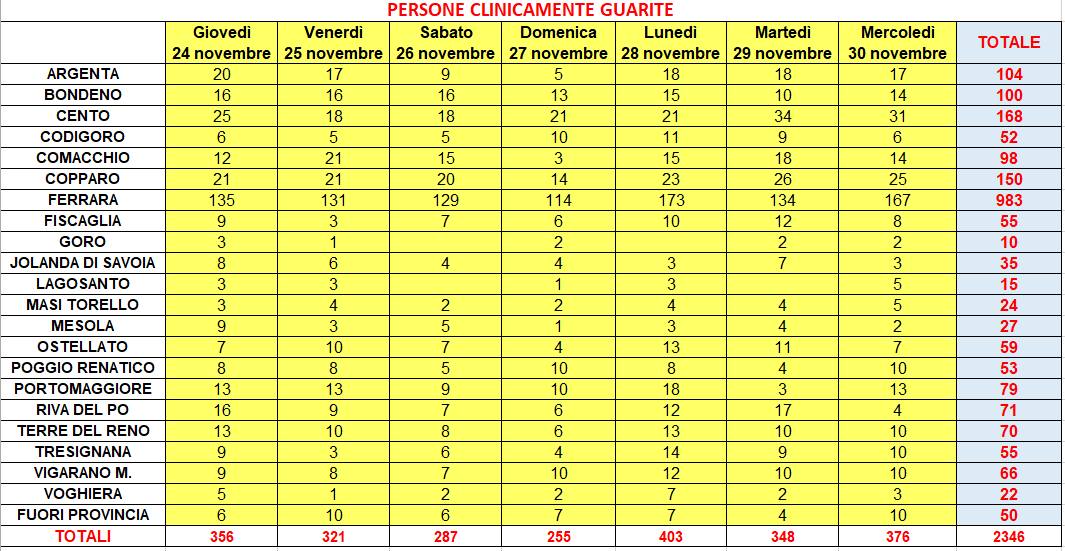 PERSONE CLINICAMENTE GUARITE
Giovedì 24 novembre Venerdì 25 novembre Sabato 26 novembre Domenica 27 novembre Lunedì 28 novembre Martedì 29 novembre Mercoledì 30 novembre TOTALE
ARGENTA 20 17 9 5 18 18 17 104
BONDENO 16 16 16 13 15 10 14 100
CENTO 25 18 18 21 21 34 31 168
CODIGORO 6 5 5 10 11 9 6 52
COMACCHIO 12 21 15 3 15 18 14 98
COPPARO 21 21 20 14 23 26 25 150
FERRARA 135 131 129 114 173 134 167 983
FISCAGLIA 9 3 7 6 10 12 8 55
GORO 3 1 2 2 2 10
JOLANDA DI SAVOIA 8 6 4 4 3 7 3 35
LAGOSANTO 3 3 1 3 5 15
MASI TORELLO 3 4 2 2 4 4 5 24
MESOLA 9 3 5 1 3 4 2 27
OSTELLATO 7 10 7 4 13 11 7 59
POGGIO RENATICO 8 8 5 10 8 4 10 53
PORTOMAGGIORE 13 13 9 10 18 3 13 79
RIVA DEL PO 16 9 7 6 12 17 4 71
TERRE DEL RENO 13 10 8 6 13 10 10 70
TRESIGNANA 9 3 6 4 14 9 10 55
VIGARANO M. 9 8 7 10 12 10 10 66
VOGHIERA 5 1 2 2 7 2 3 22
FUORI PROVINCIA 6 10 6 7 7 4 10 50
TOTALI 356 321 287 255 403 348 376 2346